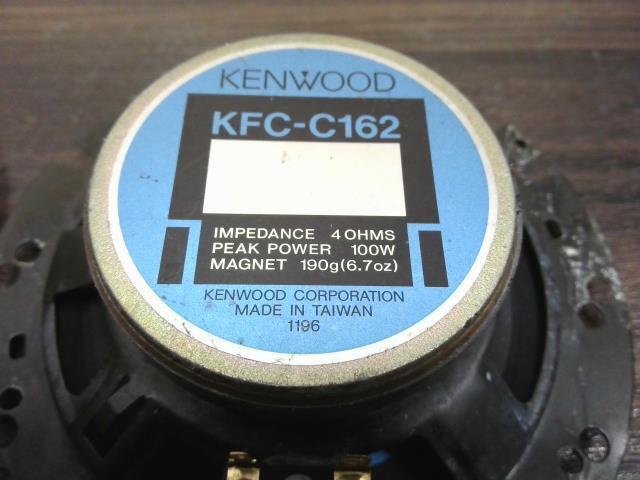 KENWOOD
KFC-C162
IMPEDANCE 4 OHMS
PEAK POWER 100W
MAGNET 190g(6.7oz)
KENWOOD CORPORATION
MADE IN TAIWAN
1196